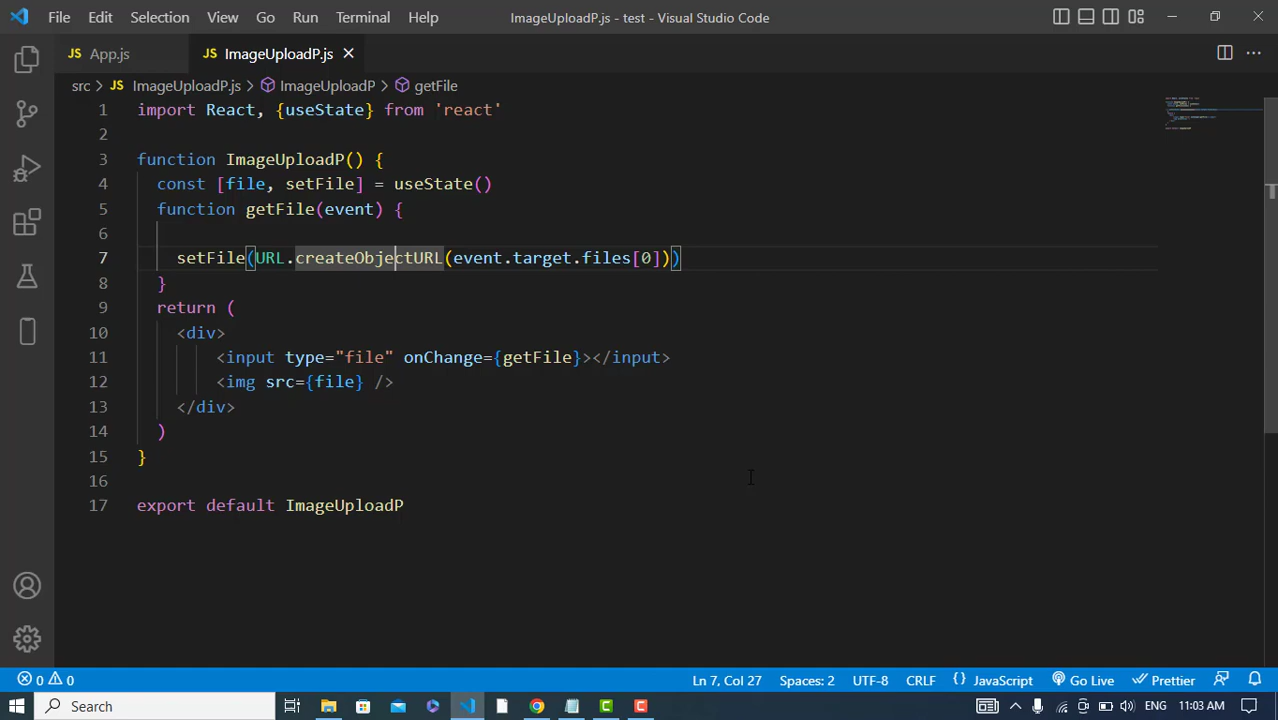 File Edit Selection View Go Run Terminal Help ImageUploadP.js - test - Visual Studio Code
JS App.js JS ImageUploadP.js
src > JS ImageUploadP.js > ImageUploadP > getFile
1 import React, {useState} from 'react'
2
3 function ImageUploadP() {
4 const [file, setFile] = useState()
5 function getFile(event) {
6
7 setFile(URL.createObjectURL(event.target.files[0]))
8 }
9 return (
10 <div>
11 <input type="file" onChange={getFile}></input>
12 <img src={file} />
13 </div>
14 )
15 }
16
17 export default ImageUploadP
0 0 Ln 7, Col 27 Spaces: 2 UTF-8 CRLF {} JavaScript Go Live Prettier
Search ENG 11:03 AM